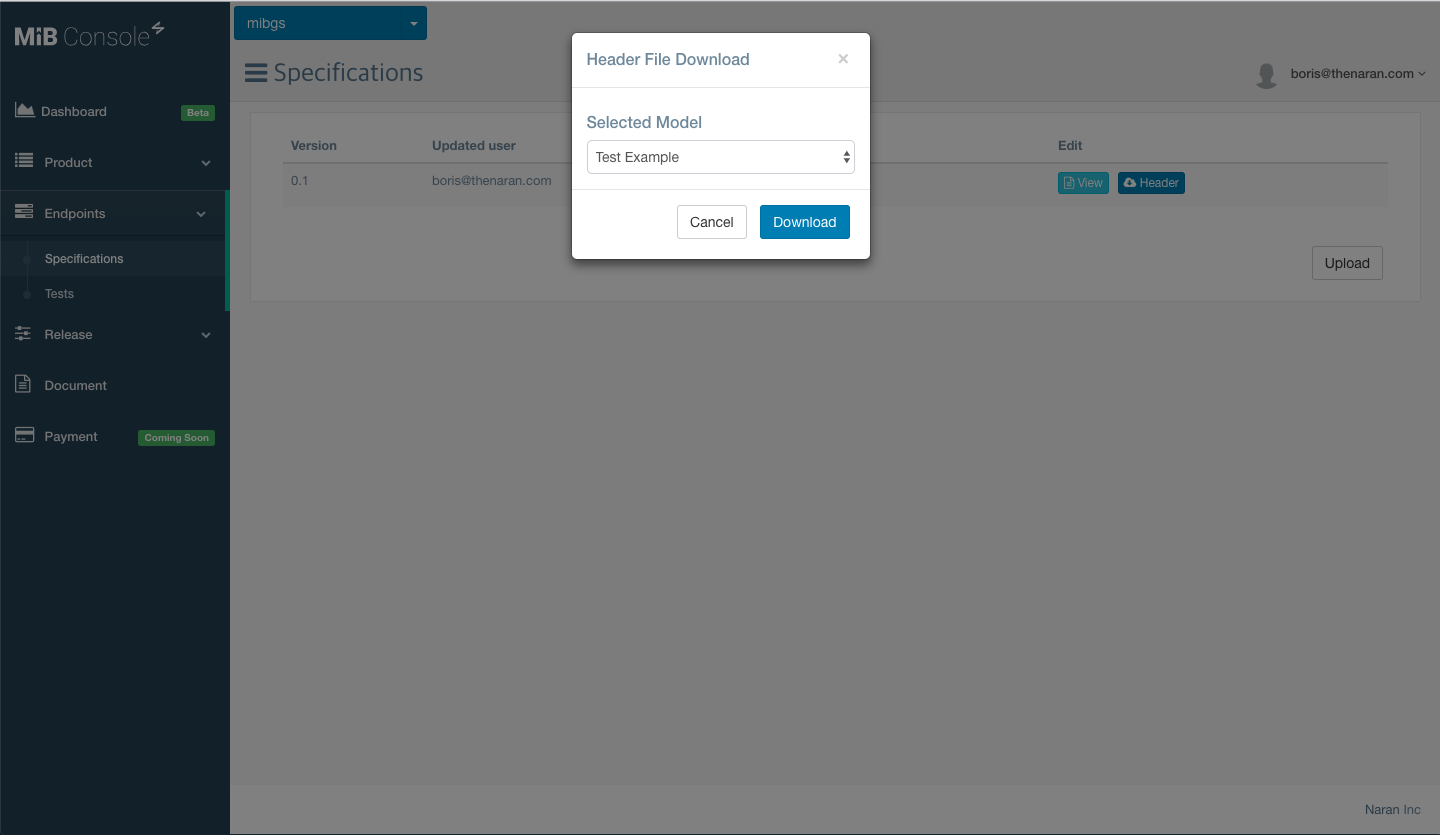 MiB Console
mibgs
Specifications
boris@thenaran.com
Dashboard
Beta
Product
Endpoints
Specifications
Tests
Release
Document
Payment
Coming Soon
Header File Download
×
Selected Model
Test Example
Cancel
Download
Version
Updated user
Edit
0.1
boris@thenaran.com
View
Header
Upload
Naran Inc